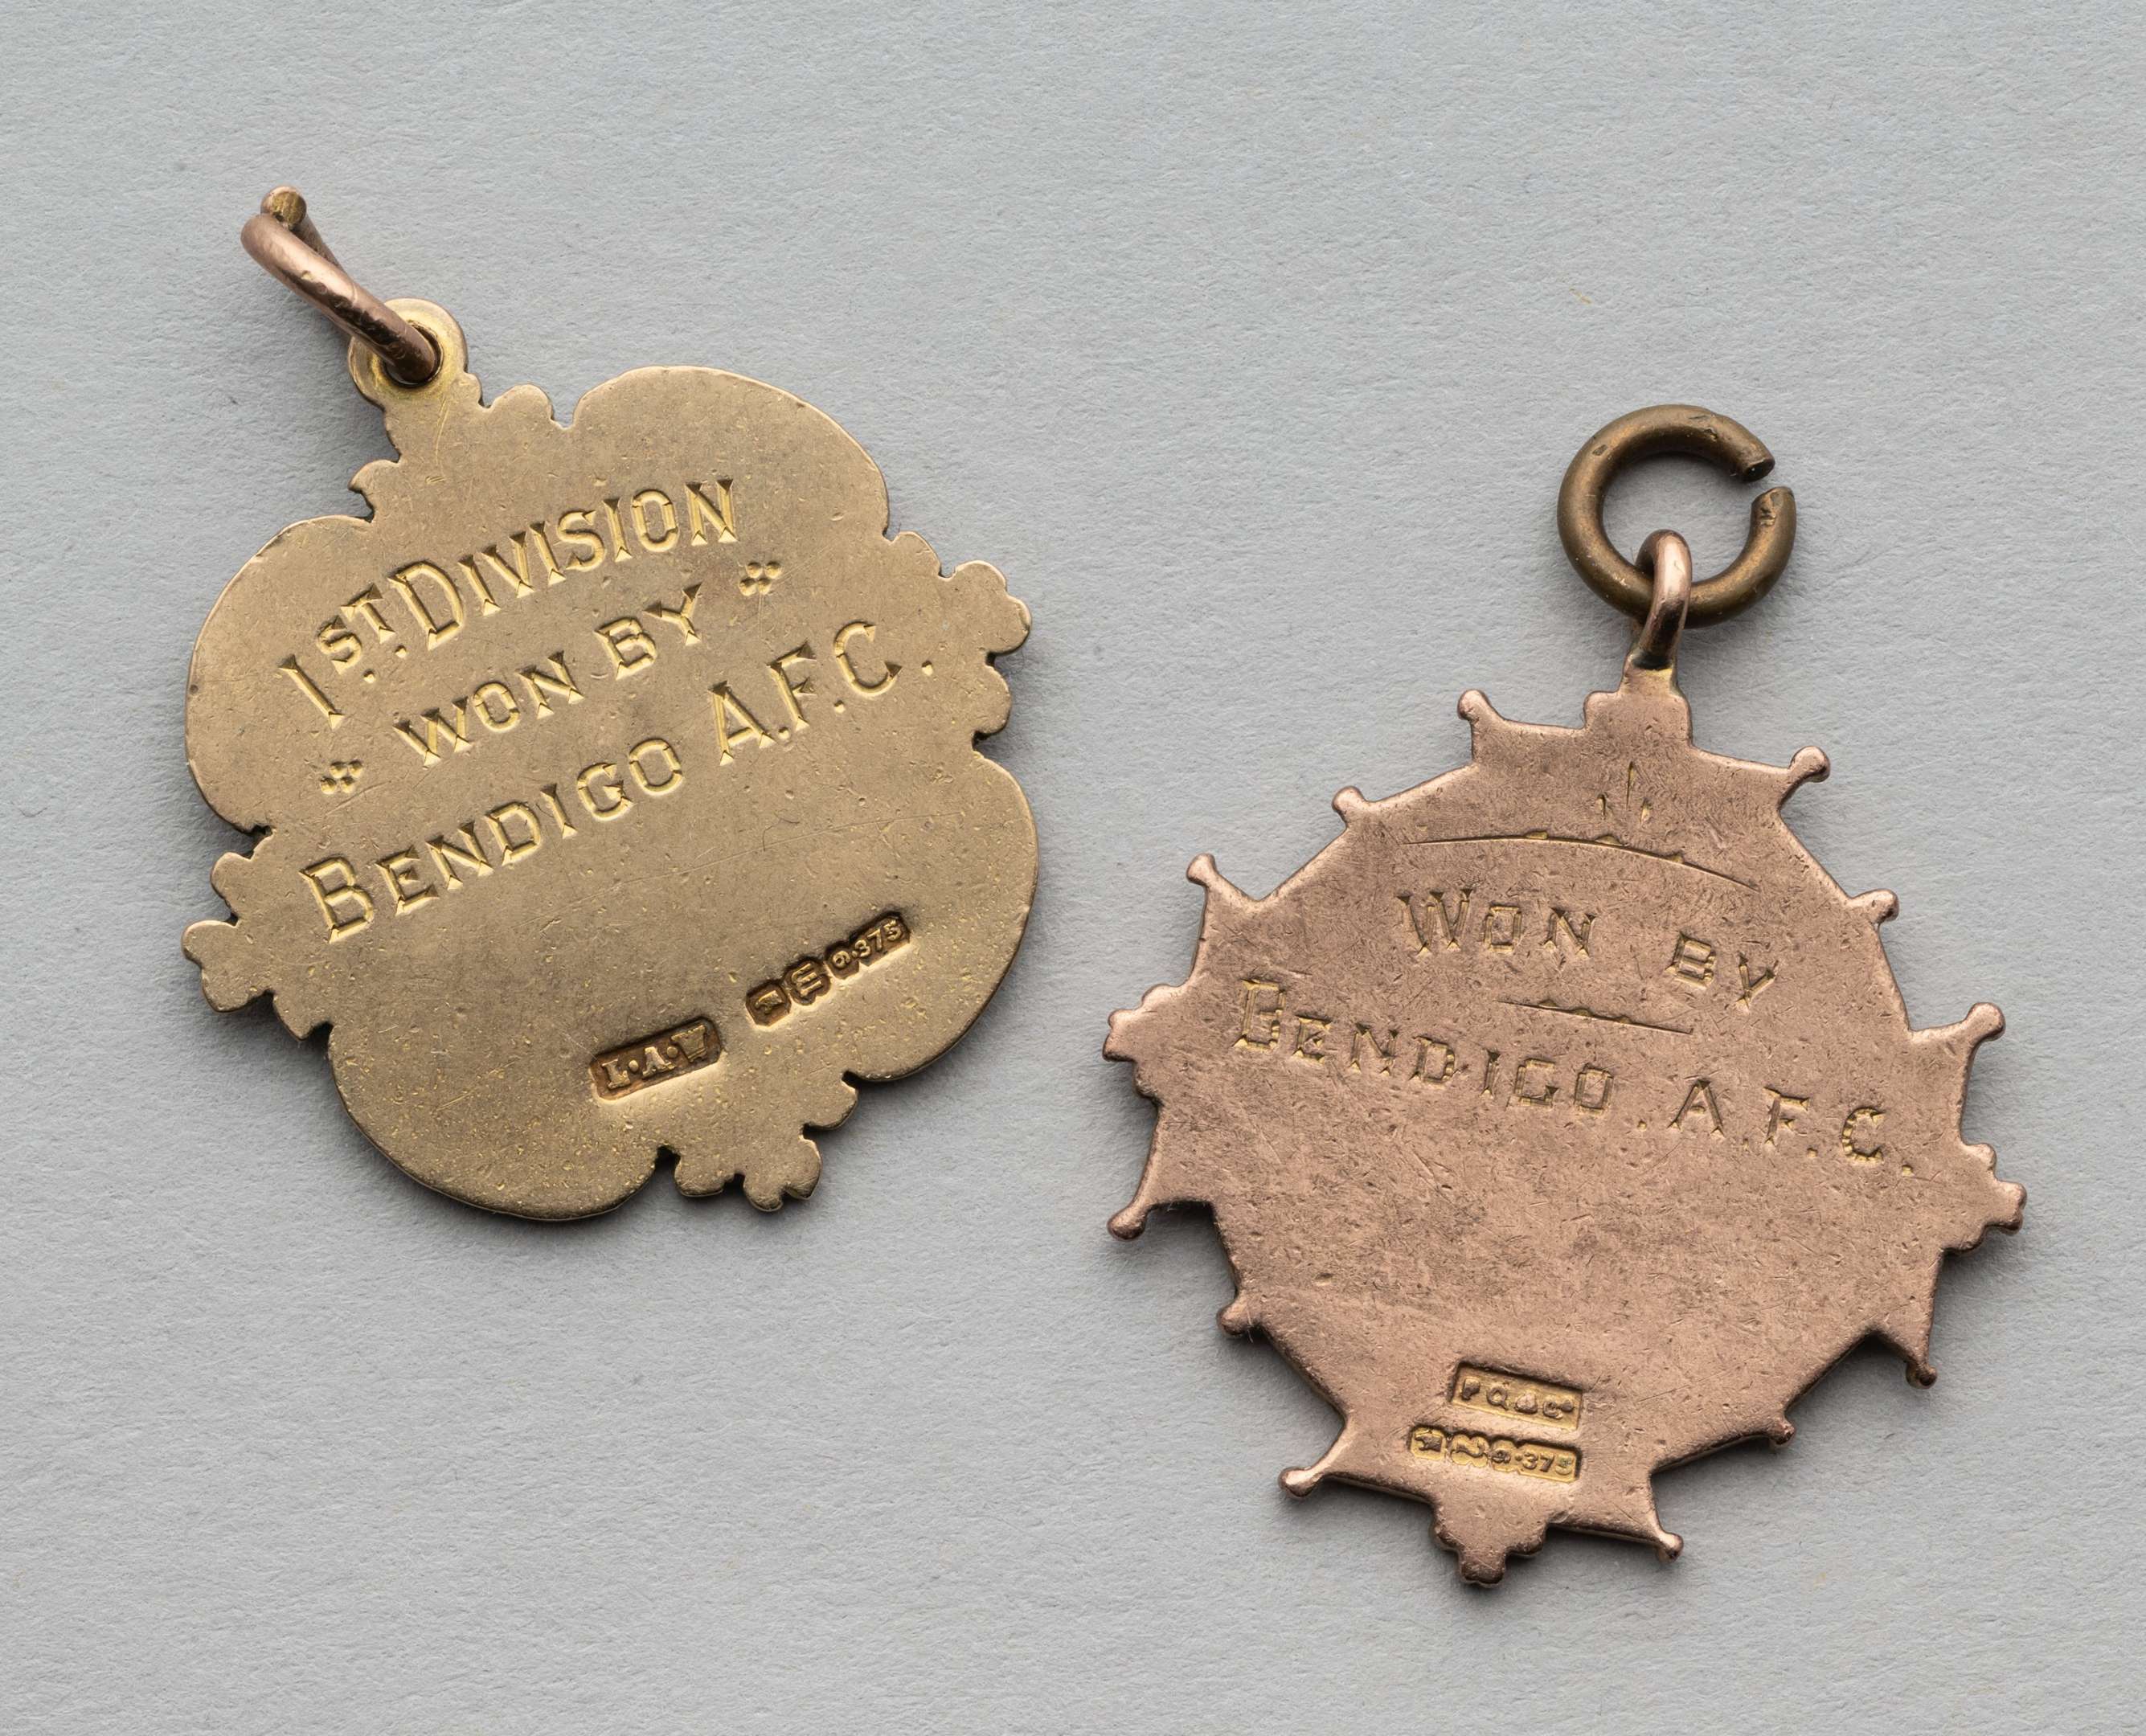 1ST. DIVISION
WON BY
BENDIGO A.F.C.
9.375
WON BY
BENDIGO. A.F.C.
9.375